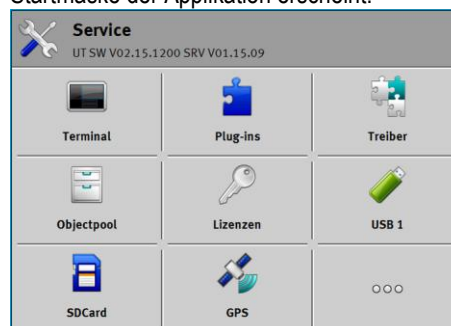 Startmaske der Applikation erscheint.
Service
UT SW V02.15.1200 SRV V01.15.09
Terminal
Plug-ins
Treiber
Objectpool
Lizenzen
USB 1
SDCard
GPS